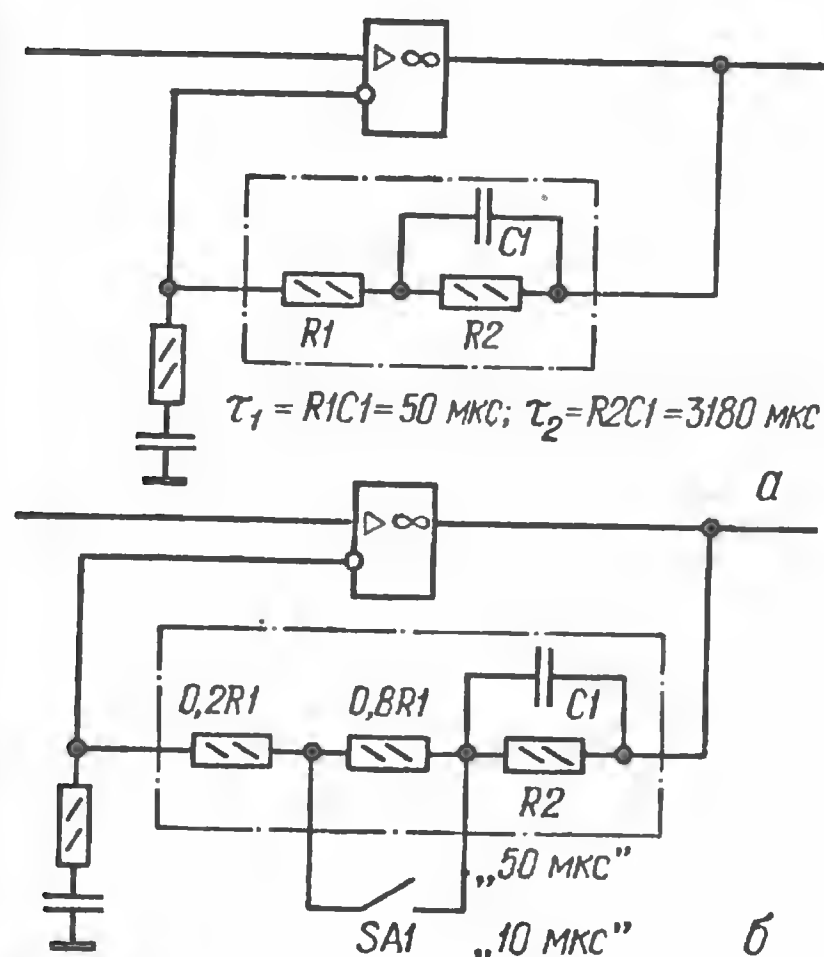 ▷ ∞
C1
R1
R2
τ₁ = R1C1 = 50 мкс; τ₂ = R2C1 = 3180 мкс
а
▷ ∞
0,2R1
0,8R1
C1
R2
„50 мкс”
SA1
„10 мкс”
б